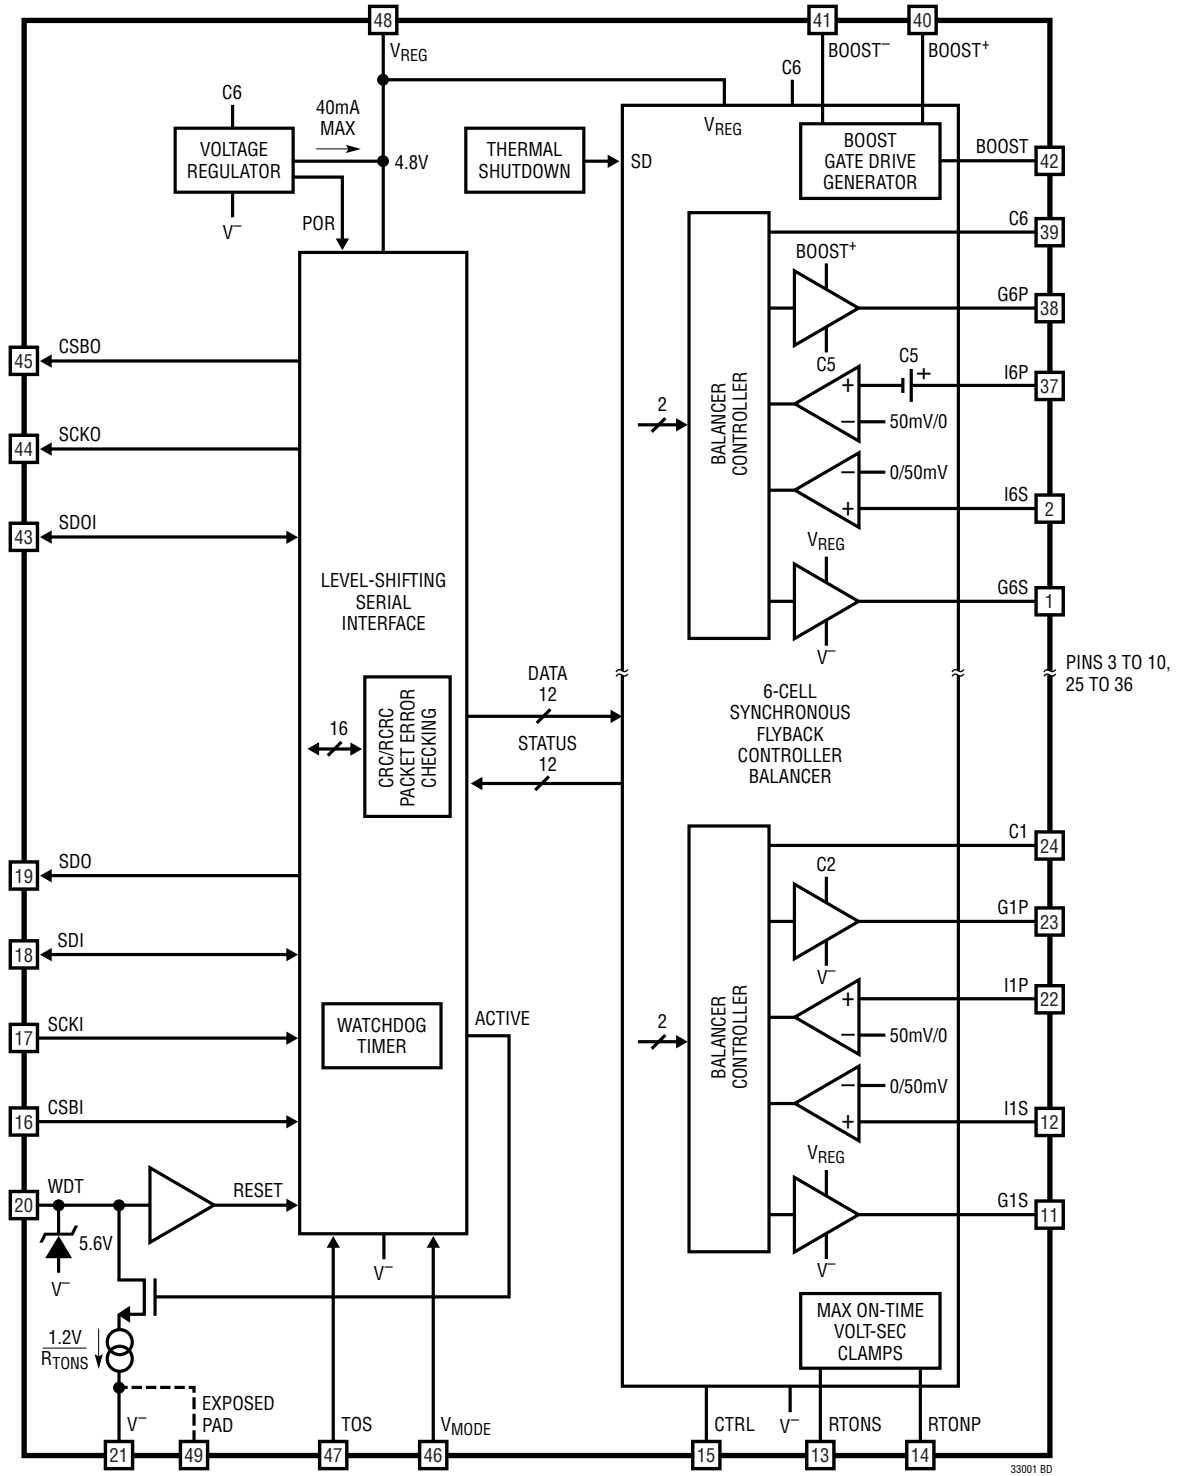 48
41
40
VREG
BOOST–
BOOST+
C6
C6
40mA
MAX
VREG
VOLTAGE
REGULATOR
4.8V
THERMAL
SHUTDOWN
SD
BOOST
GATE DRIVE
GENERATOR
BOOST
42
V–
POR
C6
39
BOOST+
G6P
38
C5
CSBO
45
C5
+
I6P
37
+
–
50mV/0
2
BALANCER
CONTROLLER
SCKO
44
–
0/50mV
+
I6S
2
SDOI
43
VREG
G6S
1
V–
LEVEL-SHIFTING
SERIAL
INTERFACE
PINS 3 TO 10,
25 TO 36
DATA
12
STATUS
12
16
CRC/RCRC
PACKET ERROR
CHECKING
6-CELL
SYNCHRONOUS
FLYBACK
CONTROLLER
BALANCER
C1
24
SDO
19
C2
G1P
23
V–
SDI
18
I1P
22
+
–
50mV/0
2
BALANCER
CONTROLLER
SCKI
17
WATCHDOG
TIMER
ACTIVE
–
0/50mV
+
I1S
12
CSBI
16
VREG
G1S
11
V–
WDT
20
RESET
5.6V
V–
V–
1.2V
RTONS
MAX ON-TIME
VOLT-SEC
CLAMPS
EXPOSED
PAD
V–
21
49
TOS
47
VMODE
46
CTRL
15
V–
RTONS
13
RTONP
14
33001 BD